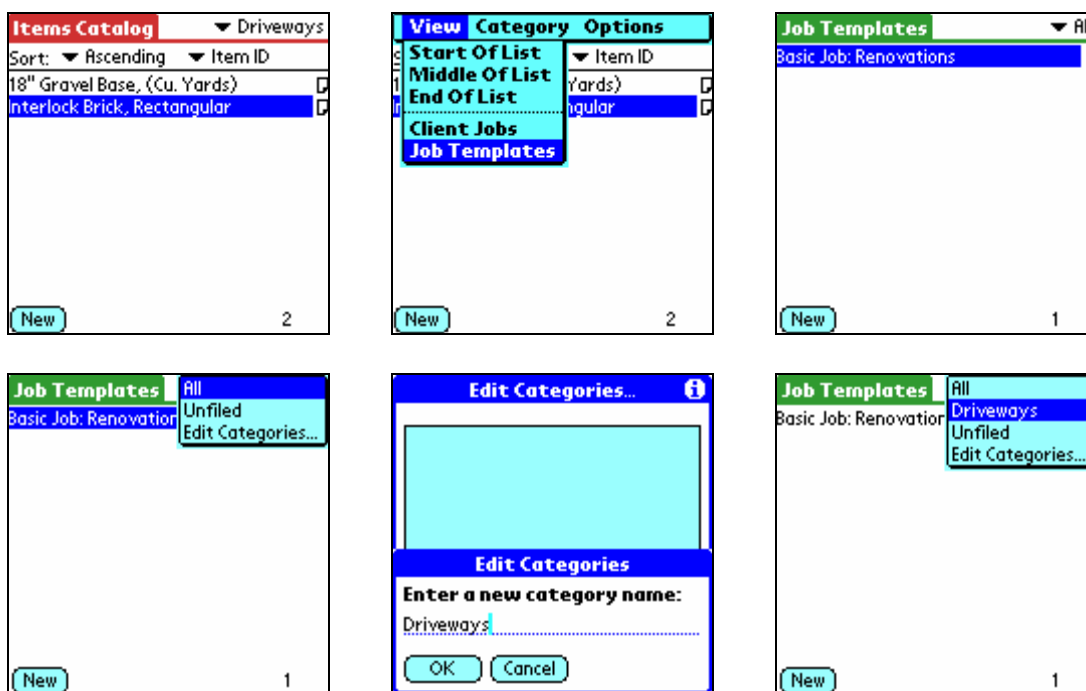 Items Catalog Driveways
Sort: Ascending Item ID
18" Gravel Base, (Cu. Yards)
Interlock Brick, Rectangular
New 2
View Category Options
Start Of List Item ID
Middle Of List Yards)
End Of List ngular
Client Jobs
Job Templates
New 2
Job Templates
Basic Job: Renovations
New 1
Job Templates All
Basic Job: Renovation Unfiled
Edit Categories...
New 1
Edit Categories...
Edit Categories
Enter a new category name:
Driveways
OK Cancel
Job Templates All
Basic Job: Renovation Driveways
Unfiled
Edit Categories...
New 1